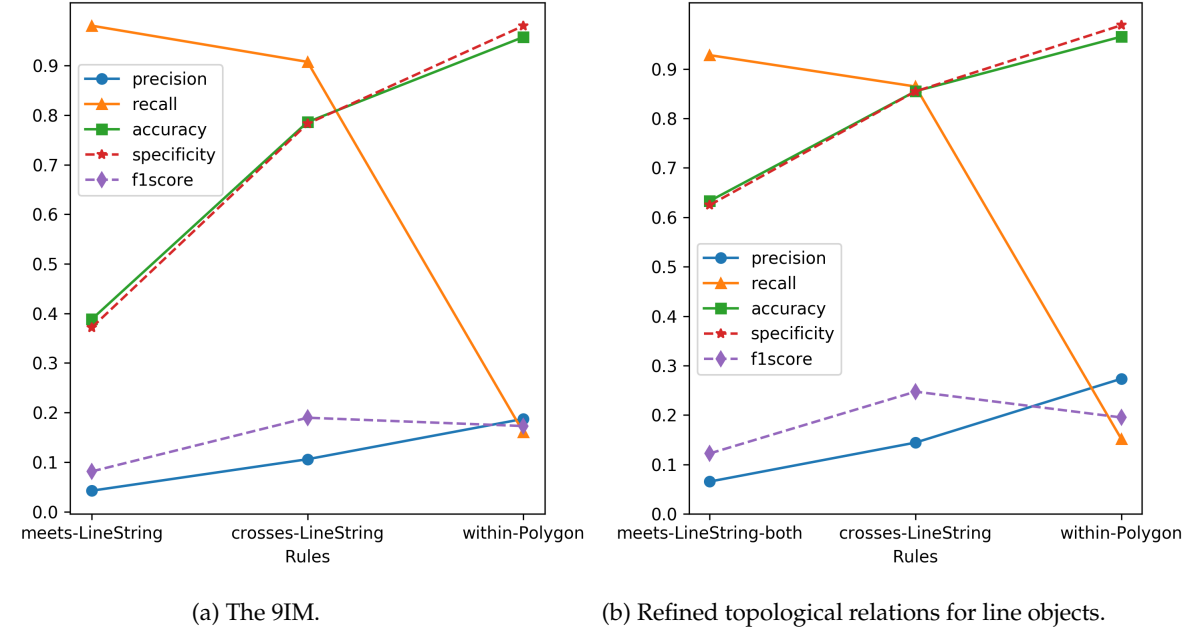 0.9
0.8
0.7
0.6
0.5
0.4
0.3
0.2
0.1
0.0
precision
recall
accuracy
specificity
f1score
meets-LineString crosses-LineString within-Polygon
Rules
(a) The 9IM.
0.9
0.8
0.7
0.6
0.5
0.4
0.3
0.2
0.1
0.0
precision
recall
accuracy
specificity
f1score
meets-LineString-both crosses-LineString within-Polygon
Rules
(b) Refined topological relations for line objects.